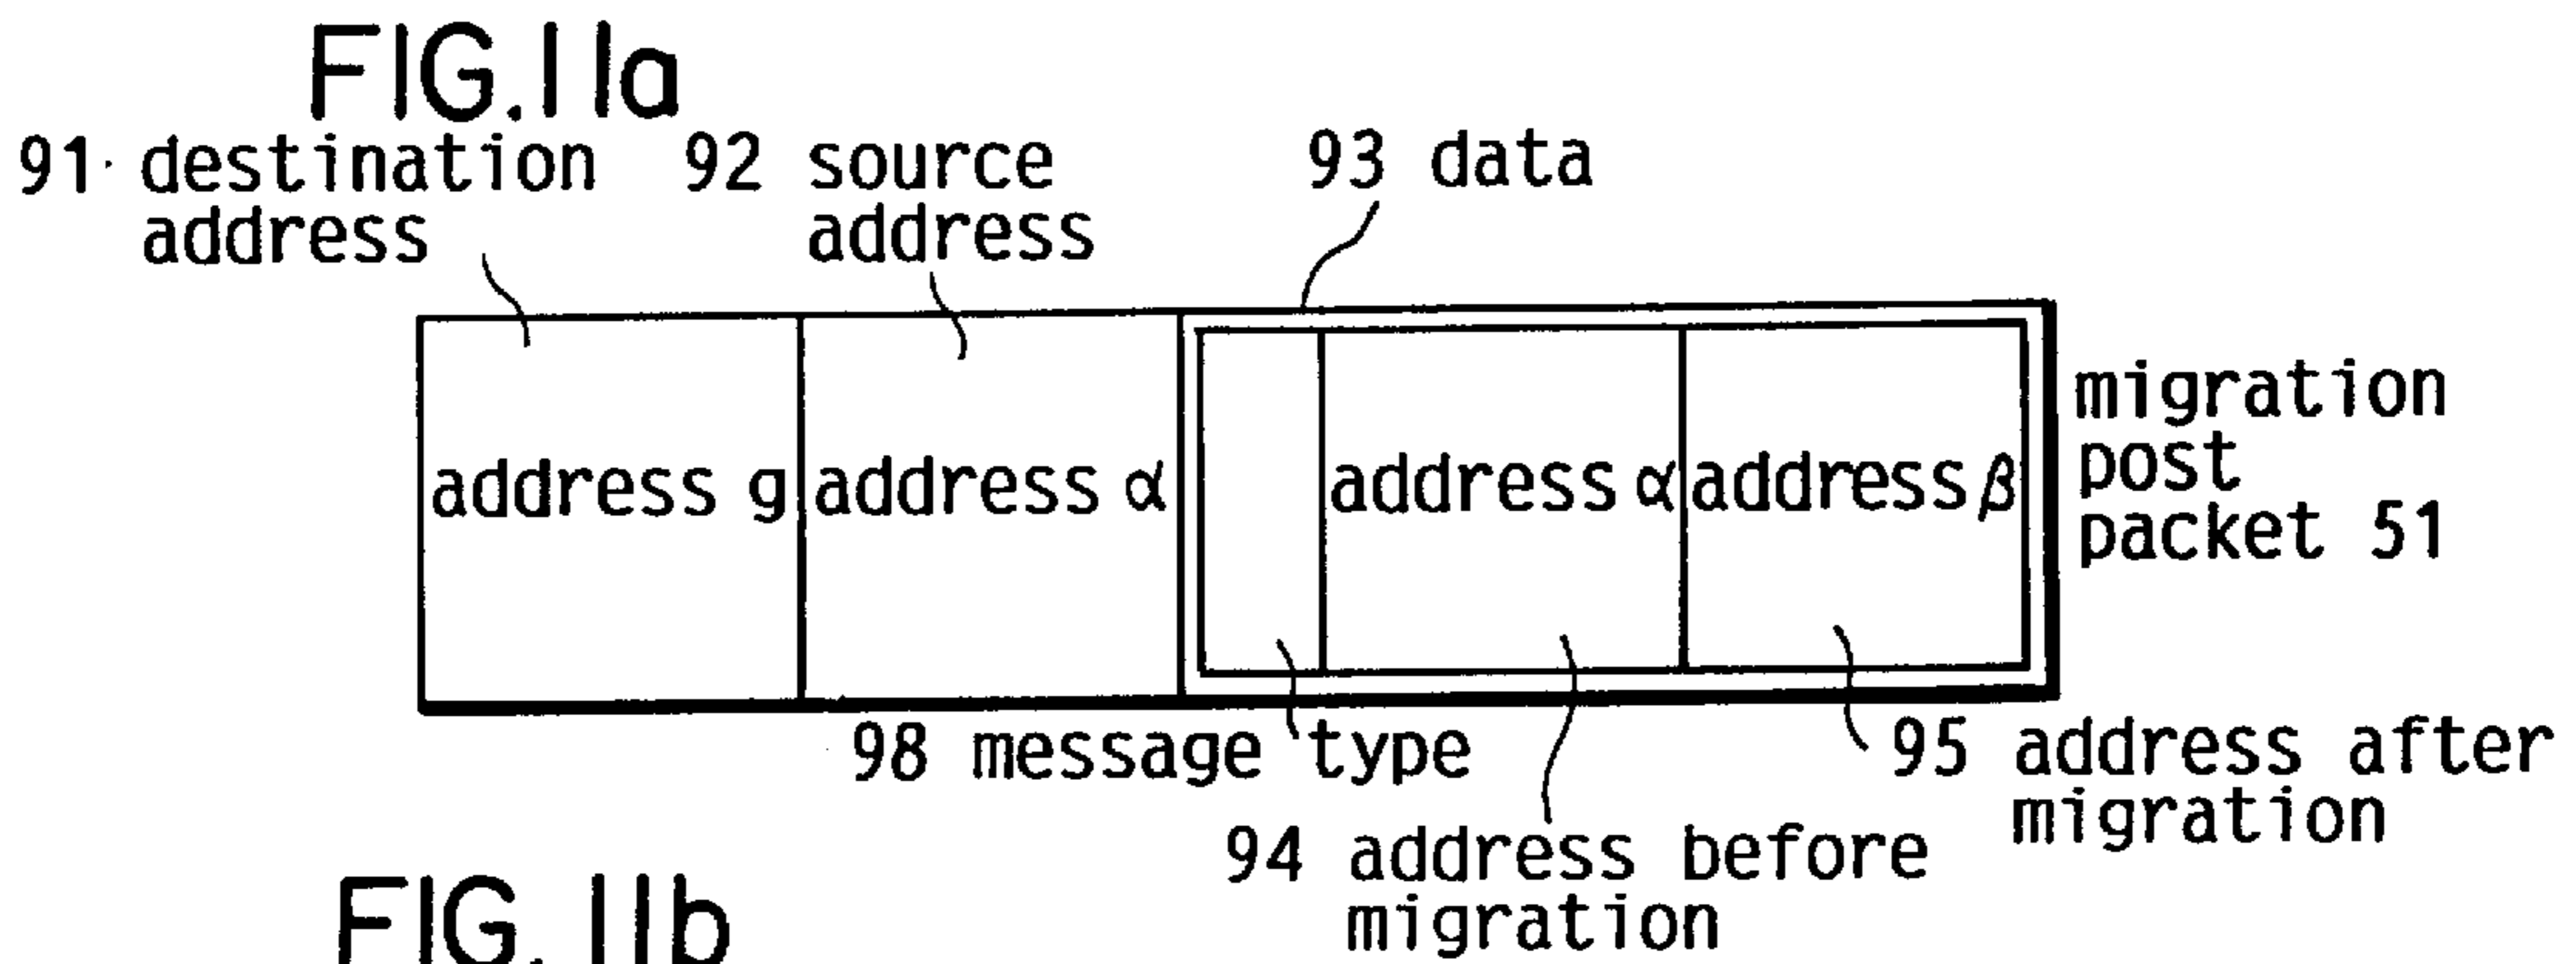 FIG.11a
91 destination address
92 source address
93 data
address g
address α
address α
address β
migration
post
packet 51
98 message type
95 address after
migration
94 address before
migration
FIG. 11b